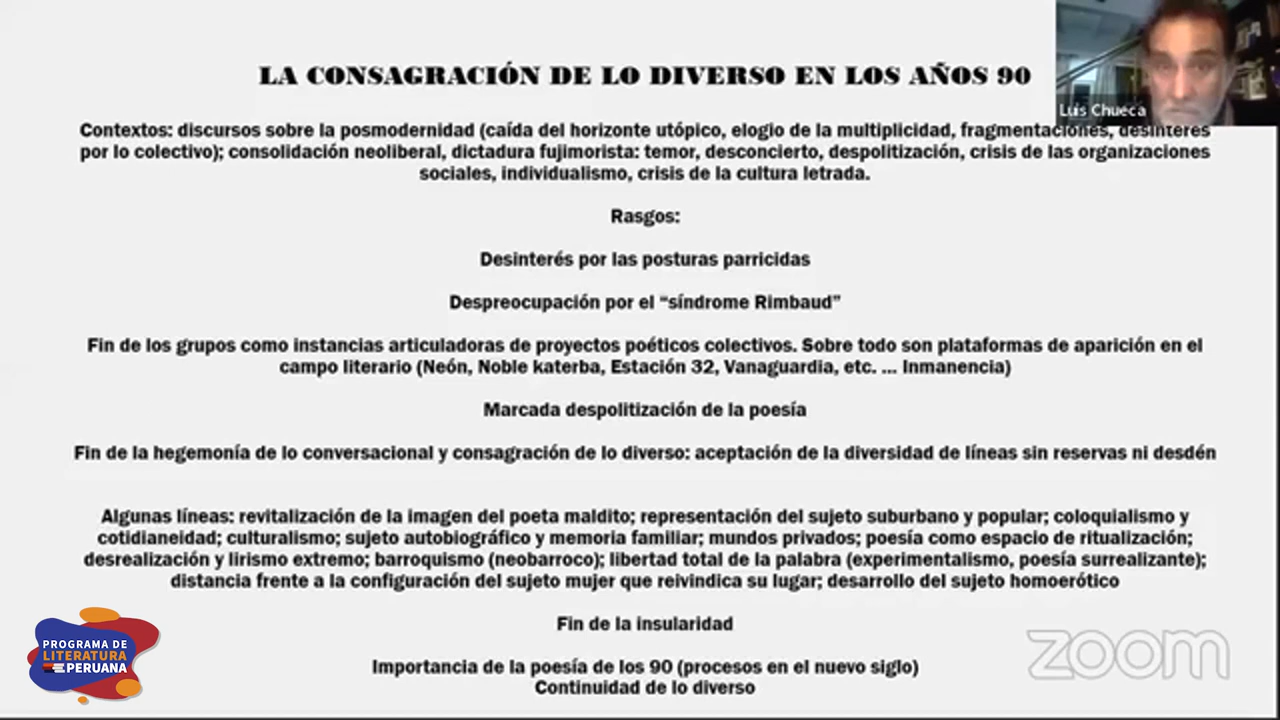 LA CONSAGRACIÓN DE LO DIVERSO EN LOS AÑOS 90
Luis Chueca
Contextos: discursos sobre la posmodernidad (caída del horizonte utópico, elogio de la multiplicidad, fragmentaciones, desinterés
por lo colectivo); consolidación neoliberal, dictadura fujimorista: temor, desconcierto, despolitización, crisis de las organizaciones
sociales, individualismo, crisis de la cultura letrada.
Rasgos:
Desinterés por las posturas parricidas
Despreocupación por el “síndrome Rimbaud”
Fin de los grupos como instancias articuladoras de proyectos poéticos colectivos. Sobre todo son plataformas de aparición en el
campo literario (Neón, Noble katerba, Estación 32, Vanaguardia, etc. ... Inmanencia)
Marcada despolitización de la poesía
Fin de la hegemonía de lo conversacional y consagración de lo diverso: aceptación de la diversidad de líneas sin reservas ni desdén
Algunas líneas: revitalización de la imagen del poeta maldito; representación del sujeto suburbano y popular; coloquialismo y
cotidianeidad; culturalismo; sujeto autobiográfico y memoria familiar; mundos privados; poesía como espacio de ritualización;
desrealización y lirismo extremo; barroquismo (neobarroco); libertad total de la palabra (experimentalismo, poesía surrealizante);
distancia frente a la configuración del sujeto mujer que reivindica su lugar; desarrollo del sujeto homoerótico
Fin de la insularidad
Importancia de la poesía de los 90 (procesos en el nuevo siglo)
Continuidad de lo diverso
PROGRAMA DE
LITERATURA
PERUANA
zoom